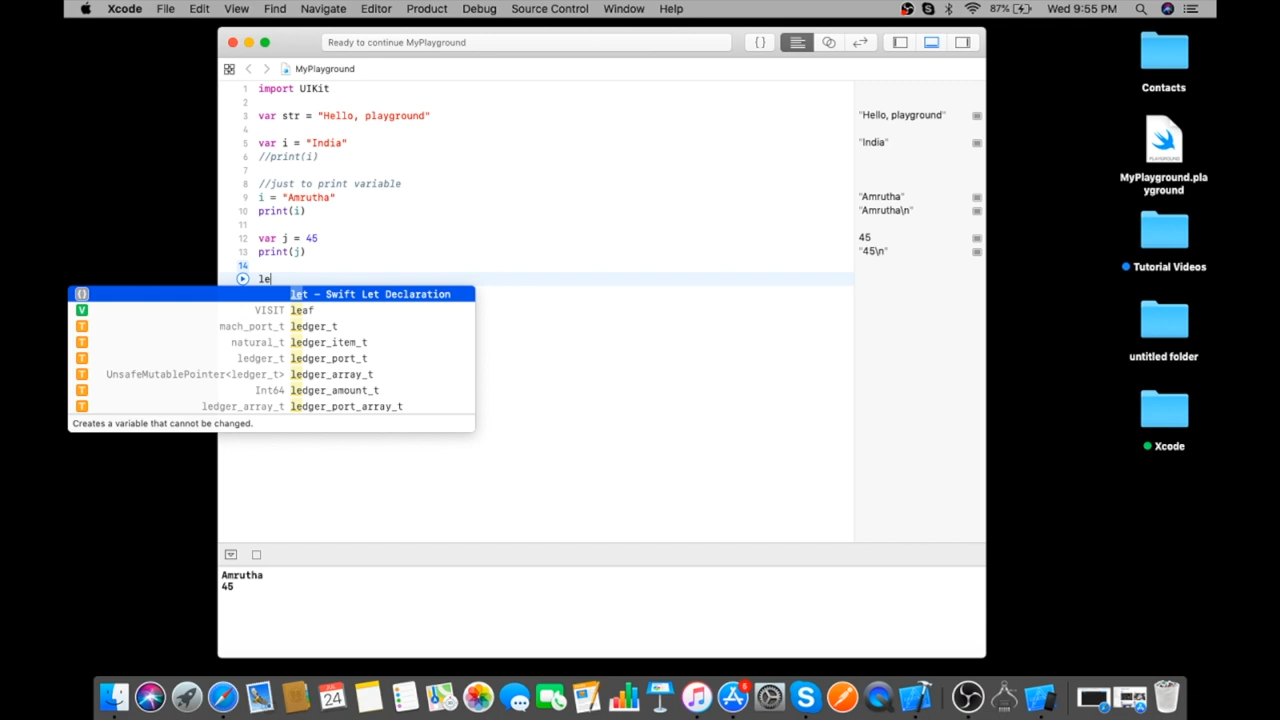 Xcode File Edit View Find Navigate Editor Product Debug Source Control Window Help 87% Wed 9:55 PM
Ready to continue MyPlayground
MyPlayground
1 import UIKit
2
3 var str = "Hello, playground" "Hello, playground"
4
5 var i = "India" "India"
6 //print(i)
7
8 //just to print variable
9 i = "Amrutha" "Amrutha"
10 print(i) "Amrutha\n"
11
12 var j = 45 45
13 print(j) "45\n"
14
le
{} let – Swift Let Declaration
V VISIT leaf
T mach_port_t ledger_t
T natural_t ledger_item_t
T ledger_t ledger_port_t
T UnsafeMutablePointer<ledger_t> ledger_array_t
T Int64 ledger_amount_t
T ledger_array_t ledger_port_array_t
Creates a variable that cannot be changed.
Amrutha
45
Contacts
MyPlayground.pla
yground
Tutorial Videos
untitled folder
Xcode
24
6